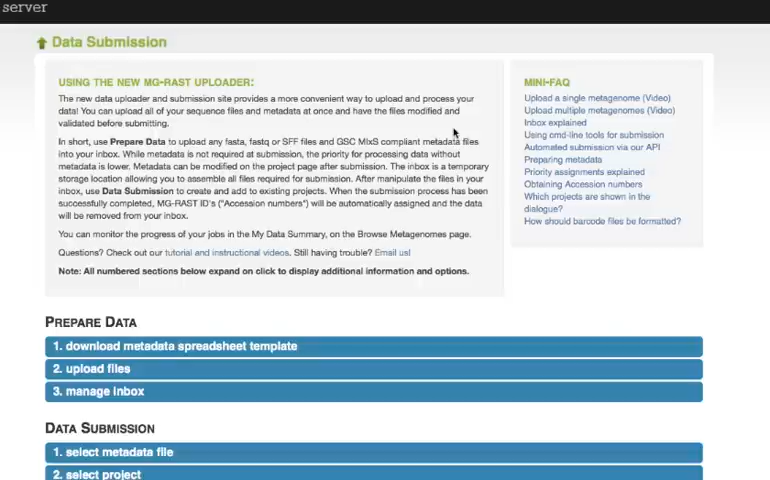 server
Data Submission
USING THE NEW MG-RAST UPLOADER:
The new data uploader and submission site provides a more convenient way to upload and process your
data! You can upload all of your sequence files and metadata at once and have the files modified and
validated before submitting.
In short, use Prepare Data to upload any fasta, fastq or SFF files and GSC MIxS compliant metadata files
into your inbox. While metadata is not required at submission, the priority for processing data without
metadata is lower. Metadata can be modified on the project page after submission. The inbox is a temporary
storage location allowing you to assemble all files required for submission. After manipulate the files in your
inbox, use Data Submission to create and add to existing projects. When the submission process has been
successfully completed, MG-RAST ID's ("Accession numbers") will be automatically assigned and the data
will be removed from your inbox.
You can monitor the progress of your jobs in the My Data Summary, on the Browse Metagenomes page.
Questions? Check out our tutorial and instructional videos. Still having trouble? Email us!
Note: All numbered sections below expand on click to display additional information and options.
MINI-FAQ
Upload a single metagenome (Video)
Upload multiple metagenomes (Video)
Inbox explained
Using cmd-line tools for submission
Automated submission via our API
Preparing metadata
Priority assignments explained
Obtaining Accession numbers
Which projects are shown in the
dialogue?
How should barcode files be formatted?
PREPARE DATA
1. download metadata spreadsheet template
2. upload files
3. manage inbox
DATA SUBMISSION
1. select metadata file
2. select project